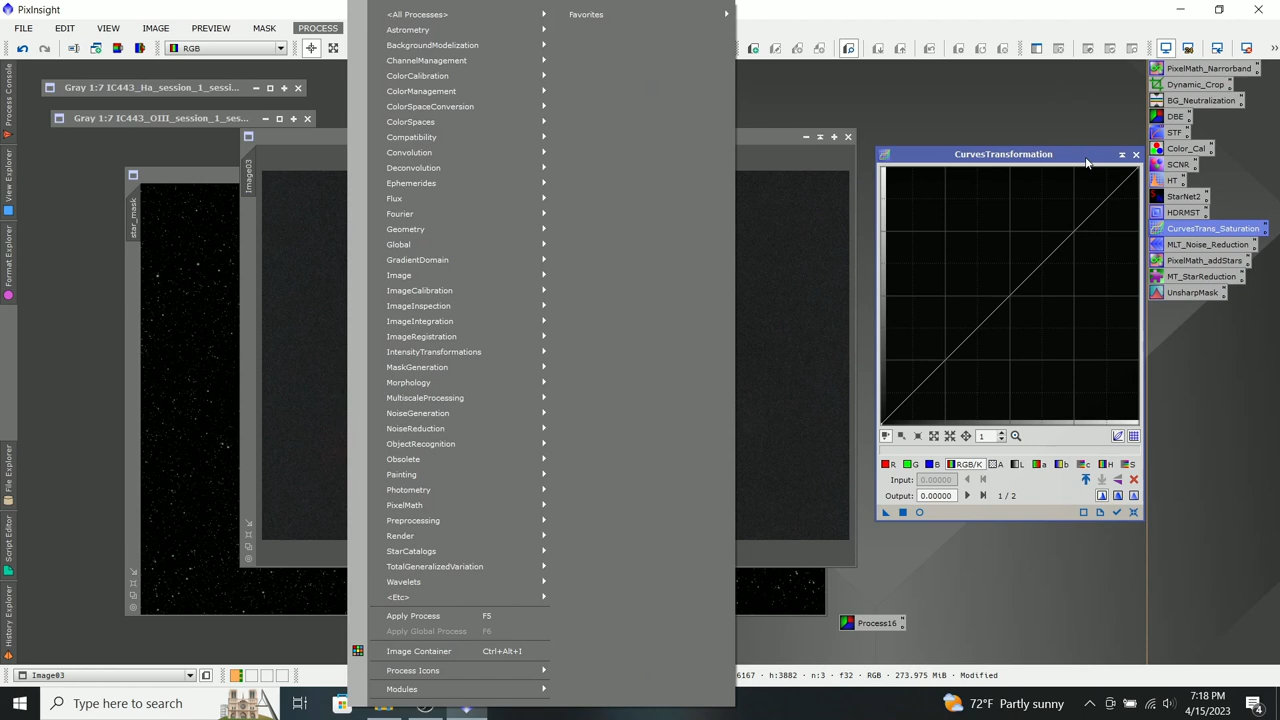 PixInsight
FILE EDIT VIEW IMAGE PREVIEW MASK PROCESS
RGB
Process Console
View Explorer
Format Explorer
File Explorer
Script Editor
History Explorer
Gray 1:7 IC443_Ha_session_1_sessi...
Gray 1:7 IC443_OIII_session_1_ses...
Image03
star_mask
<All Processes>
Astrometry
BackgroundModelization
ChannelManagement
ColorCalibration
ColorManagement
ColorSpaceConversion
ColorSpaces
Compatibility
Convolution
Deconvolution
Ephemerides
Flux
Fourier
Geometry
Global
GradientDomain
Image
ImageCalibration
ImageInspection
ImageIntegration
ImageRegistration
IntensityTransformations
MaskGeneration
Morphology
MultiscaleProcessing
NoiseGeneration
NoiseReduction
ObjectRecognition
Obsolete
Painting
Photometry
PixelMath
Preprocessing
Render
StarCatalogs
TotalGeneralizedVariation
Wavelets
<Etc>
Apply Process F5
Apply Global Process F6
Image Container Ctrl+Alt+I
Process Icons
Modules
Favorites
CurvesTransformation
1
R G B RGB/K A L a b c H S
Input: 0.00000
Output: 0.00000 1 / 2
PixelMath_Narrorband
Dynamic_Crop
BG_Neutralization
DBE
STF
Color_Cal
SCNR
HT
StarNet2
HDRMST
CurvesTrans_Saturation
MLT_Noise_Reduction
PixelMath_addStars
MT_StarReduction
UnsharpMask
Process16
Image03
6167 h:3882 n:3 f32 RGB 273.975 MiB Modified
Type here to search
72°F Partly sunny
7:18 PM
4/15/2023